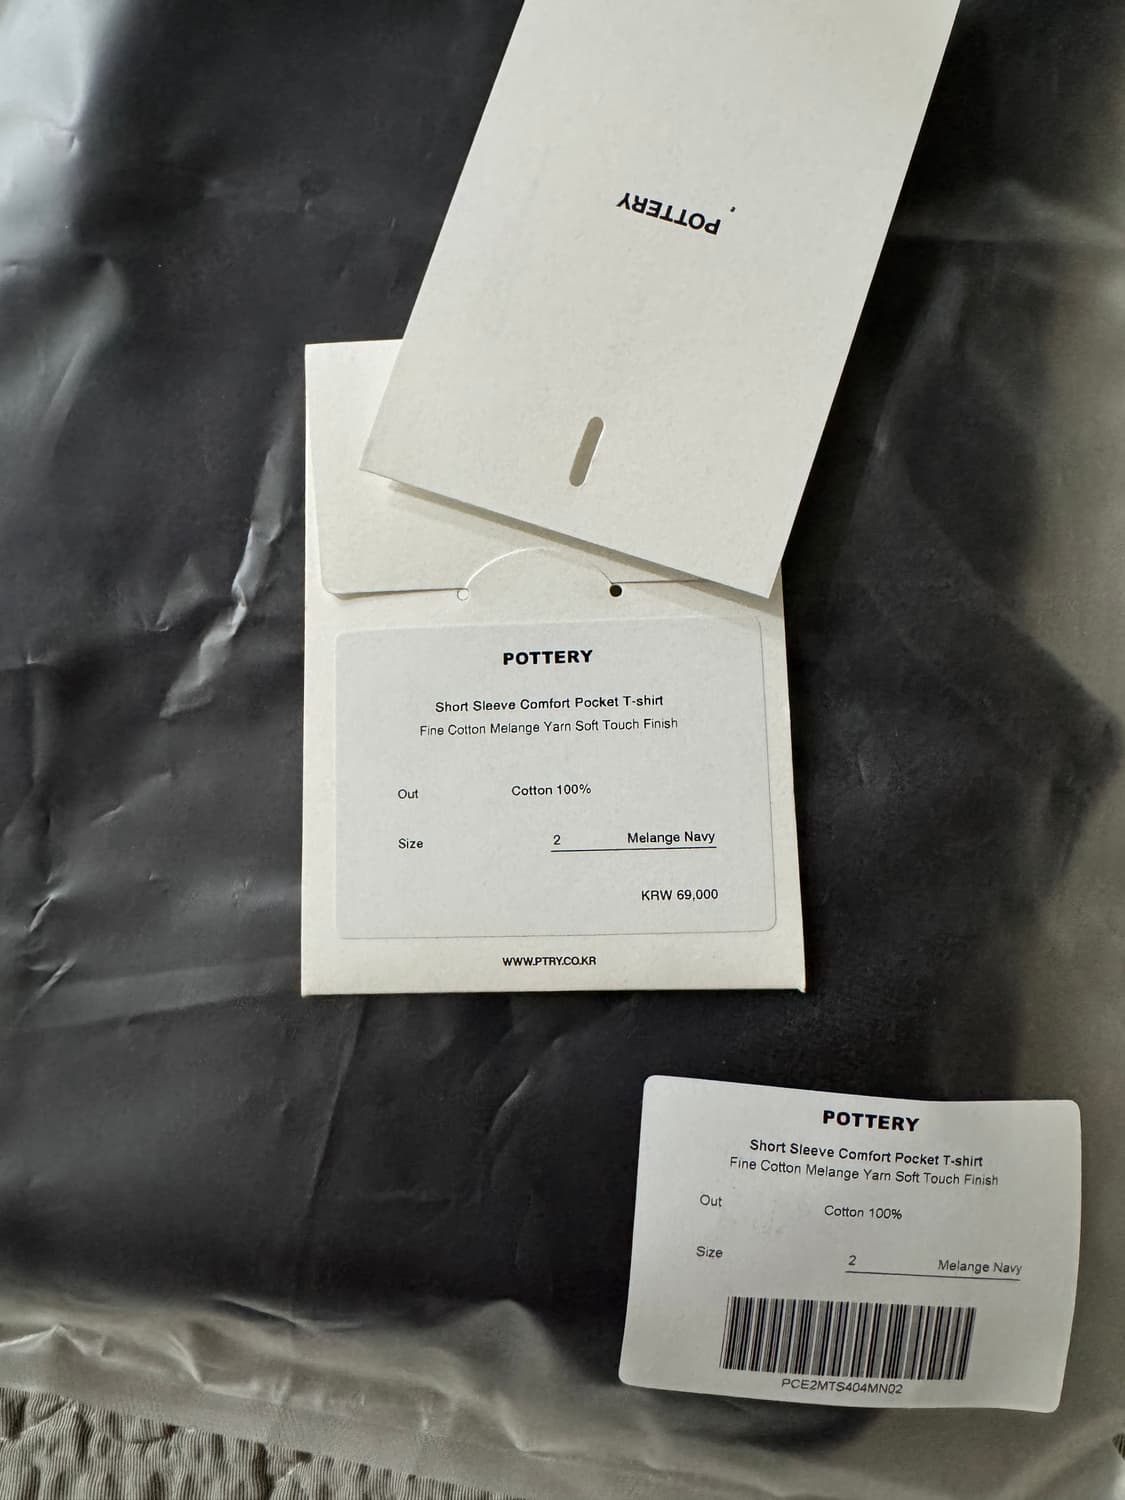 POTTERY
POTTERY
Short Sleeve Comfort Pocket T-shirt
Fine Cotton Melange Yarn Soft Touch Finish
Out Cotton 100%
Size 2 Melange Navy
KRW 69,000
WWW.PTRY.CO.KR
POTTERY
Short Sleeve Comfort Pocket T-shirt
Fine Cotton Melange Yarn Soft Touch Finish
Out Cotton 100%
Size 2 Melange Navy
PCE2MTS404MN02